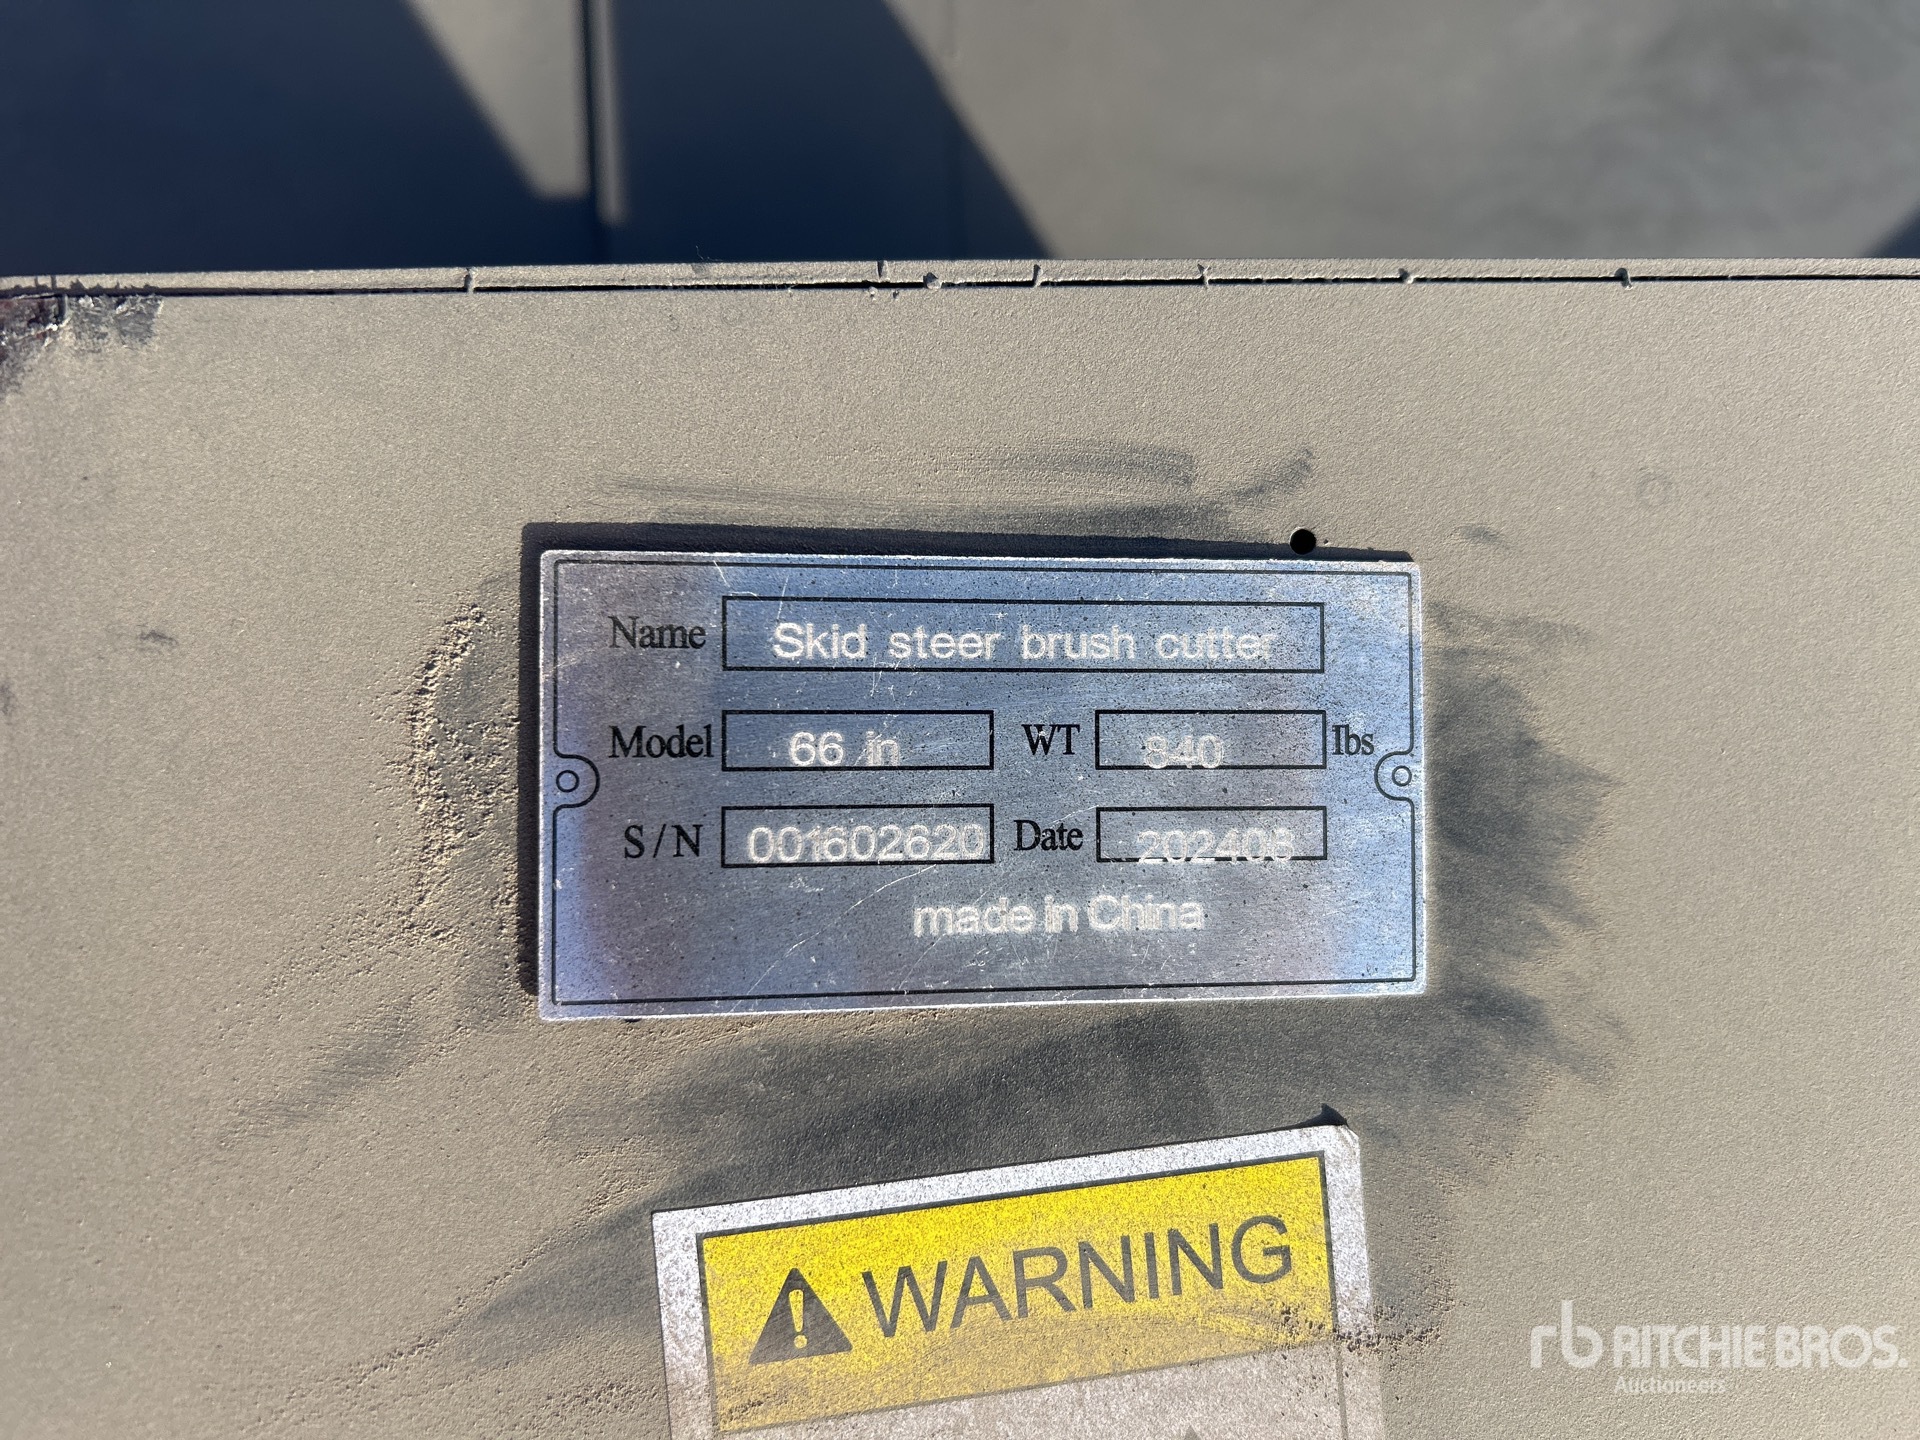 Name Skid steer brush cutter
Model 66 in WT 840 lbs
S/N 001602620 Date 202408
made in China
WARNING
rb RITCHIE BROS.
Auctioneers